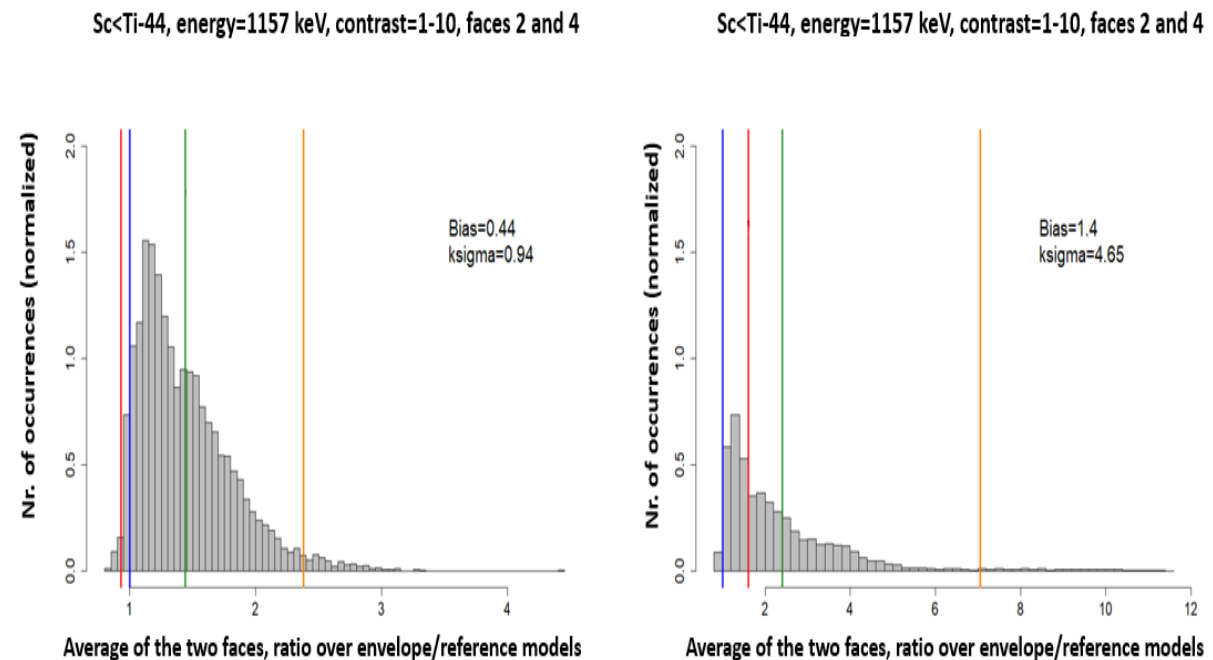 Sc<Ti-44, energy=1157 keV, contrast=1-10, faces 2 and 4
Nr. of occurrences (normalized)
2.0
1.5
1.0
0.5
0.0
Bias=0.44
ksigma=0.94
1 2 3 4
Average of the two faces, ratio over envelope/reference models
Sc<Ti-44, energy=1157 keV, contrast=1-10, faces 2 and 4
Nr. of occurrences (normalized)
2.0
1.5
1.0
0.5
0.0
Bias=1.4
ksigma=4.65
2 4 6 8 10 12
Average of the two faces, ratio over envelope/reference models